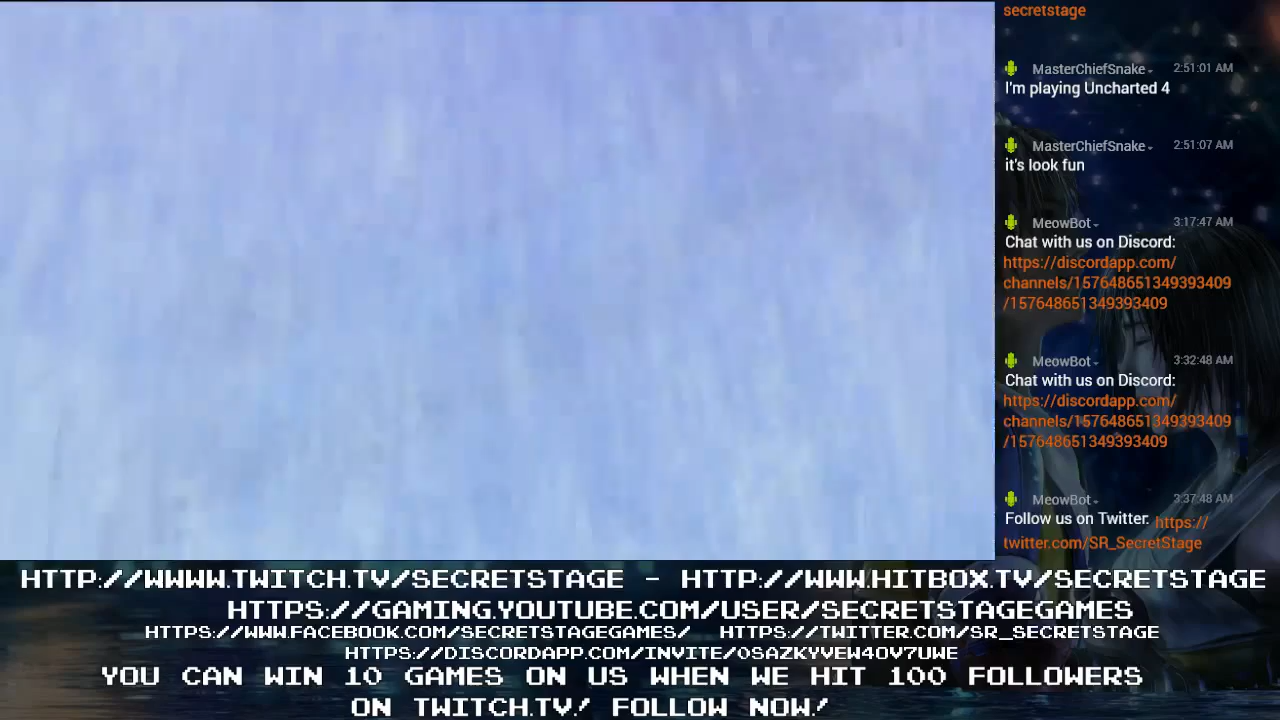 secretstage
MasterChiefSnake 2:51:01 AM
I'm playing Uncharted 4
MasterChiefSnake 2:51:07 AM
it's look fun
MeowBot 3:17:47 AM
Chat with us on Discord:
https://discordapp.com/
channels/157648651349393409
/157648651349393409
MeowBot 3:32:48 AM
Chat with us on Discord:
https://discordapp.com/
channels/157648651349393409
/157648651349393409
MeowBot 3:37:48 AM
Follow us on Twitter: https://
twitter.com/SR_SecretStage
HTTP://WWWW.TWITCH.TV/SECRETSTAGE - HTTP://WWW.HITBOX.TV/SECRETSTAGE
HTTPS://GAMING.YOUTUBE.COM/USER/SECRETSTAGEGAMES
HTTPS://WWW.FACEBOOK.COM/SECRETSTAGEGAMES/ HTTPS://TWITTER.COM/SR_SECRETSTAGE
HTTPS://DISCORDAPP.COM/INVITE/0SAZKYVEW4OV7UWE
YOU CAN WIN 10 GAMES ON US WHEN WE HIT 100 FOLLOWERS
ON TWITCH.TV! FOLLOW NOW!